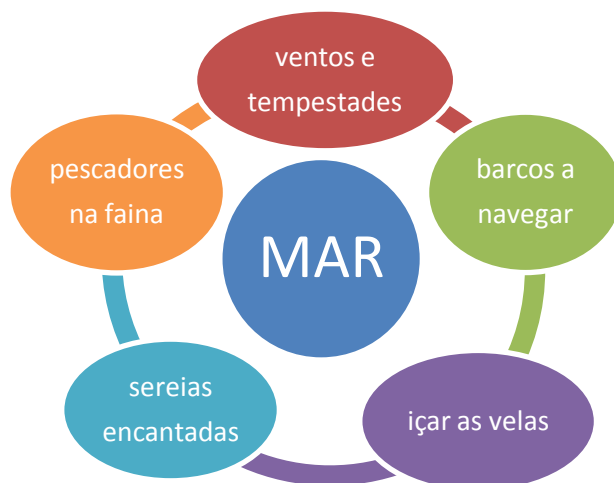 ventos e
tempestades
barcos a
navegar
içar as velas
sereias
encantadas
pescadores
na faina
MAR